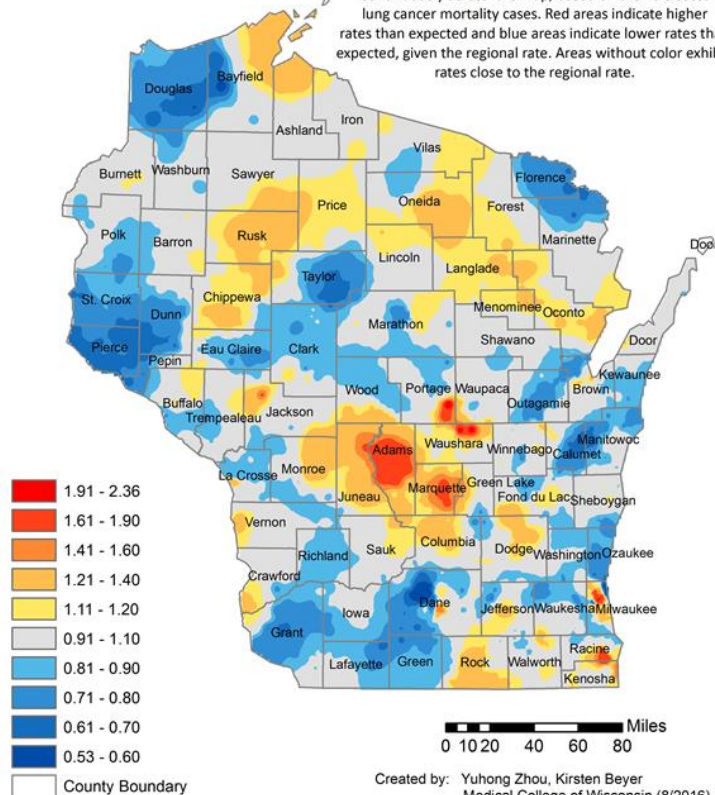 lung cancer mortality cases. Red areas indicate higher
rates than expected and blue areas indicate lower rates
expected, given the regional rate. Areas without color
rates close to the regional rate.
Douglas
Bayfield
Iron
Ashland
Vilas
Burnett
Washburn
Sawyer
Florence
Price
Oneida
Forest
Polk
Barron
Rusk
Marinette
Lincoln
Taylor
Langlade
St. Croix
Dunn
Chippewa
Menominee
Oconto
Marathon
Pierce
Pepin
Eau Claire
Clark
Shawano
Door
Kewaunee
Wood
Portage
Waupaca
Brown
Buffalo
Trempealeau
Jackson
Outagamie
Adams
Waushara
Winnebago
Manitowoc
Calumet
La Crosse
Monroe
Juneau
Marquette
Green Lake
Fond du Lac
Sheboygan
Vernon
Richland
Sauk
Columbia
Dodge
Washington
Ozaukee
Crawford
Iowa
Dane
Jefferson
Waukesha
Milwaukee
Grant
Lafayette
Green
Rock
Walworth
Racine
Kenosha
1.91 - 2.36
1.61 - 1.90
1.41 - 1.60
1.21 - 1.40
1.11 - 1.20
0.91 - 1.10
0.81 - 0.90
0.71 - 0.80
0.61 - 0.70
0.53 - 0.60
County Boundary
Miles
0 10 20 40 60 80
Created by: Yuhong Zhou, Kirsten Beyer
Medical College of Wisconsin (8/2016)